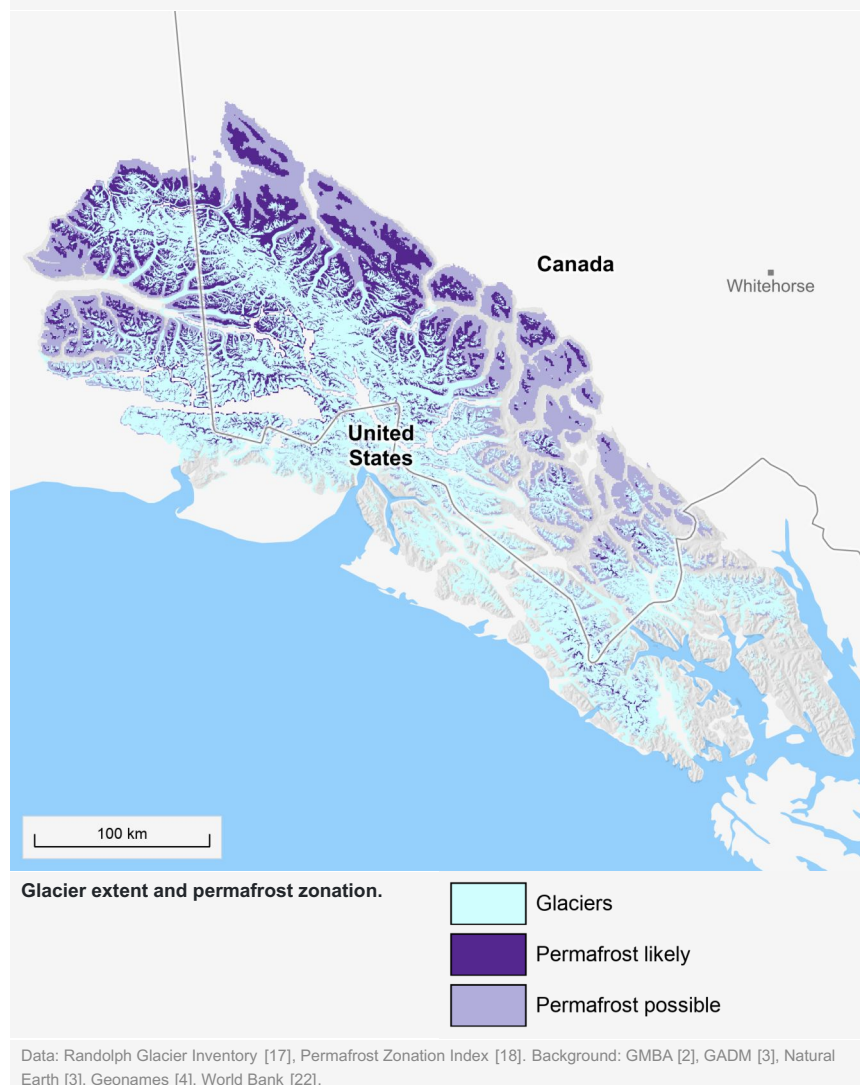 Canada
Whitehorse
United
States
100 km
Glacier extent and permafrost zonation.
Glaciers
Permafrost likely
Permafrost possible
Data: Randolph Glacier Inventory [17], Permafrost Zonation Index [18]. Background: GMBA [2], GADM [3], Natural
Earth [3], Geonames [4], World Bank [22].